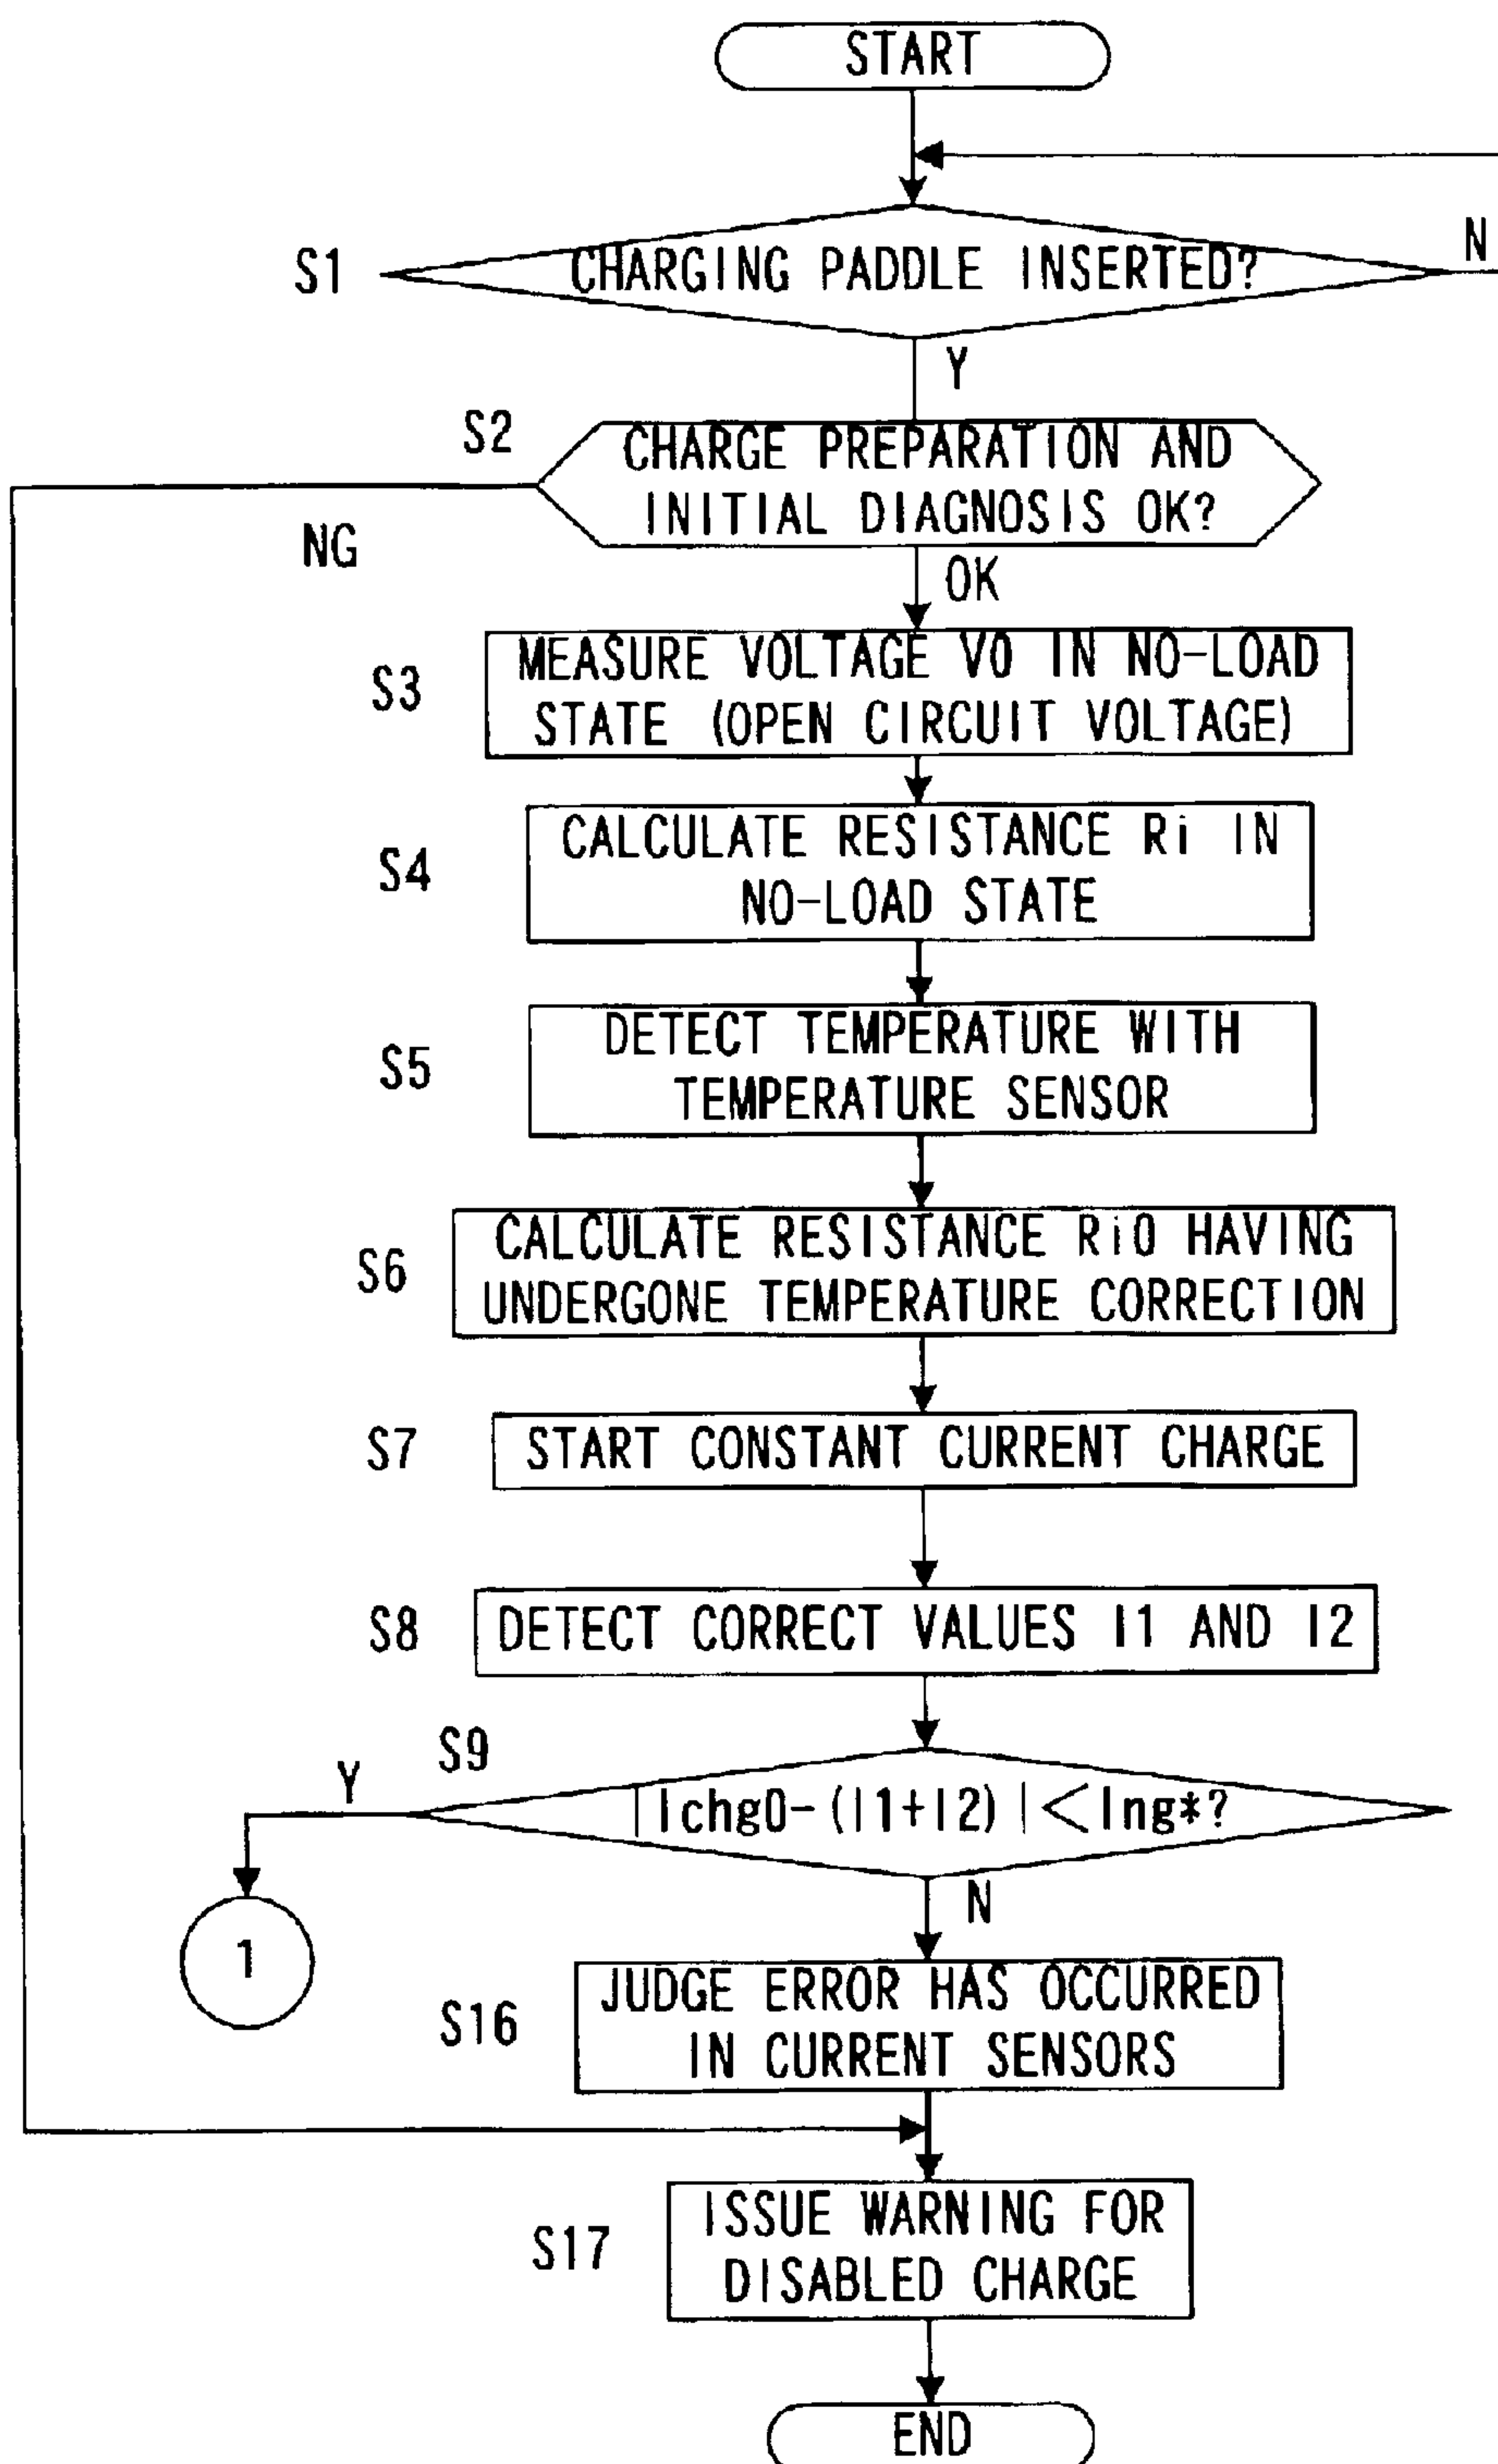 START
S1
CHARGING PADDLE INSERTED?
N
Y
S2
CHARGE PREPARATION AND
INITIAL DIAGNOSIS OK?
NG
OK
S3
MEASURE VOLTAGE V0 IN NO-LOAD
STATE (OPEN CIRCUIT VOLTAGE)
S4
CALCULATE RESISTANCE Ri IN
NO-LOAD STATE
S5
DETECT TEMPERATURE WITH
TEMPERATURE SENSOR
S6
CALCULATE RESISTANCE Ri0 HAVING
UNDERGONE TEMPERATURE CORRECTION
S7
START CONSTANT CURRENT CHARGE
S8
DETECT CORRECT VALUES I1 AND I2
S9
Y
|Ichg0-(I1+I2)|<Ing*?
N
1
S16
JUDGE ERROR HAS OCCURRED
IN CURRENT SENSORS
S17
ISSUE WARNING FOR
DISABLED CHARGE
END